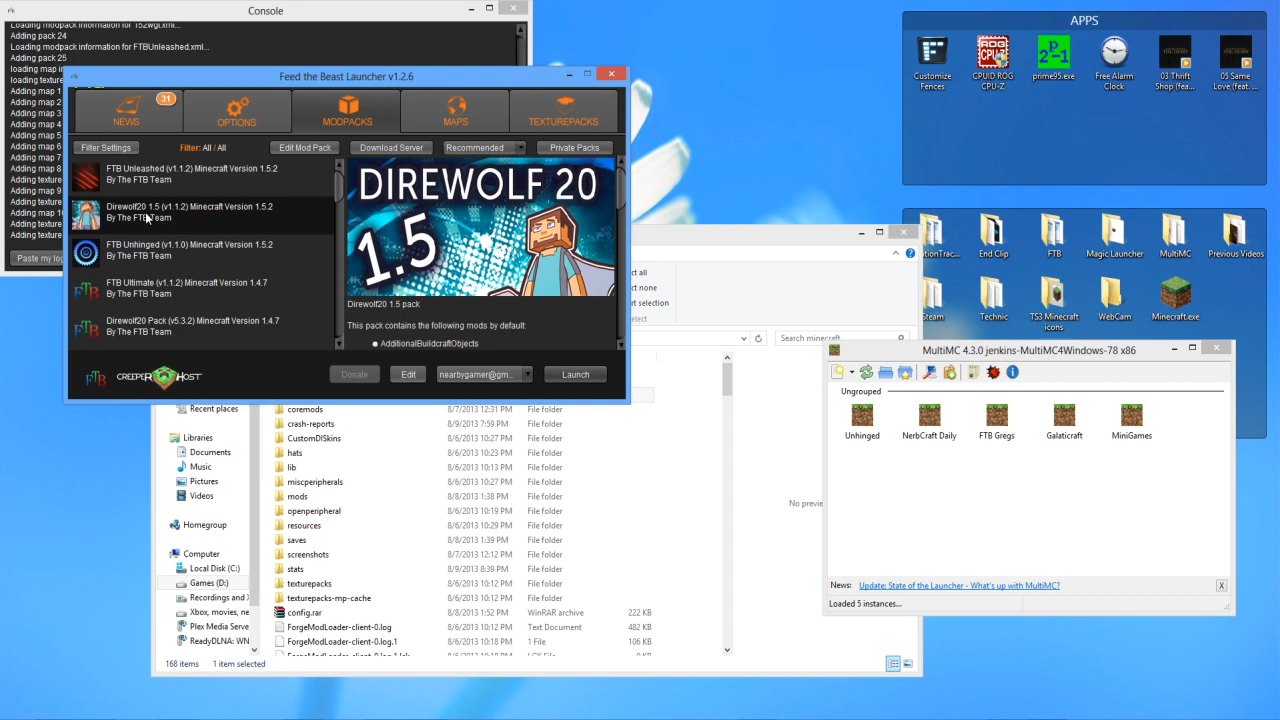 Console
Loading modpack information for 152wgt.xml...
Adding pack 24
Loading modpack information for FTBUnleashed.xml...
Adding pack 25
Adding map 1
Adding map 2
Adding map 3
Adding map 4
Adding map 5
Adding map 6
Adding map 7
Adding map 8
Adding map 9
Paste my log
Feed the Beast Launcher v1.2.6
31
NEWS
OPTIONS
MODPACKS
MAPS
TEXTUREPACKS
Filter Settings
Filter: All / All
Edit Mod Pack
Download Server
Recommended
Private Packs
FTB Unleashed (v1.1.2) Minecraft Version 1.5.2
By The FTB Team
Direwolf20 1.5 (v1.1.2) Minecraft Version 1.5.2
By The FTB Team
FTB Unhinged (v1.1.0) Minecraft Version 1.5.2
By The FTB Team
FTB Ultimate (v1.1.2) Minecraft Version 1.4.7
By The FTB Team
Direwolf20 Pack (v5.3.2) Minecraft Version 1.4.7
By The FTB Team
DIREWOLF 20
1.5
Direwolf20 1.5 pack
This pack contains the following mods by default:
AdditionalBuildcraftObjects
FTB
CREEPERHOST
Donate
Edit
nearbygamer@gm...
Launch
APPS
Customize Fences
CPUID ROG CPU-Z
prime95.exe
Free Alarm Clock
03 Thrift Shop (fea...
05 Same Love (feat. ...
End Clip
FTB
Magic Launcher
MultiMC
Previous Videos
Steam
Technic
TS3 Minecraft icons
WebCam
Minecraft.exe
Search minecraft
Recent places
Libraries
Documents
Music
Pictures
Videos
Homegroup
Computer
Local Disk (C:)
Games (D:)
Recordings and
Xbox, movies, ne
Plex Media Serve
ReadyDLNA: WN
coremods 8/7/2013 12:31 PM File folder
crash-reports 8/9/2013 7:59 PM File folder
CustomDISkins 8/6/2013 10:27 PM File folder
hats 8/6/2013 10:23 PM File folder
lib 8/6/2013 10:13 PM File folder
miscperipherals 8/6/2013 10:27 PM File folder
mods 8/8/2013 1:38 PM File folder
openperipheral 8/6/2013 10:19 PM File folder
resources 8/6/2013 10:29 PM File folder
saves 8/8/2013 1:39 PM File folder
screenshots 8/7/2013 12:12 PM File folder
stats 8/9/2013 8:39 PM File folder
texturepacks 8/6/2013 10:12 PM File folder
texturepacks-mp-cache 8/6/2013 10:12 PM File folder
config.rar 8/8/2013 1:52 PM WinRAR archive 222 KB
ForgeModLoader-client-0.log 8/6/2013 10:12 PM Text Document 482 KB
ForgeModLoader-client-0.log.1 8/6/2013 10:18 PM 1 File 106 KB
168 items 1 item selected
No previe
MultiMC 4.3.0 jenkins-MultiMC4Windows-78 x86
Ungrouped
Unhinged
NerbCraft Daily
FTB Gregs
Galaticraft
MiniGames
News: Update: State of the Launcher - What's up with MultiMC?
X
Loaded 5 instances...